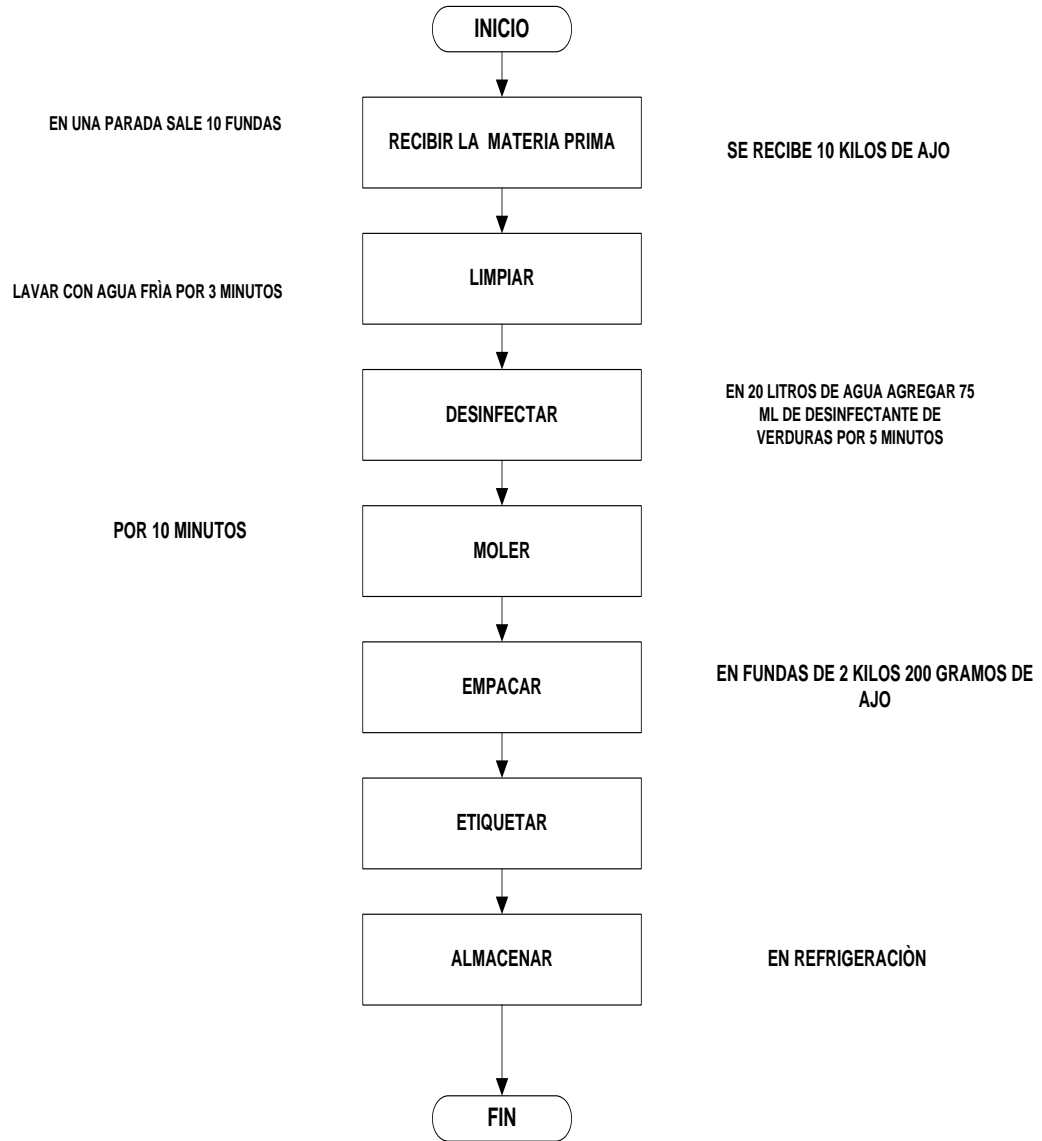 INICIO
EN UNA PARADA SALE 10 FUNDAS
RECIBIR LA MATERIA PRIMA
SE RECIBE 10 KILOS DE AJO
LIMPIAR
LAVAR CON AGUA FRÌA POR 3 MINUTOS
DESINFECTAR
EN 20 LITROS DE AGUA AGREGAR 75
ML DE DESINFECTANTE DE
VERDURAS POR 5 MINUTOS
POR 10 MINUTOS
MOLER
EMPACAR
EN FUNDAS DE 2 KILOS 200 GRAMOS DE
AJO
ETIQUETAR
ALMACENAR
EN REFRIGERACIÒN
FIN